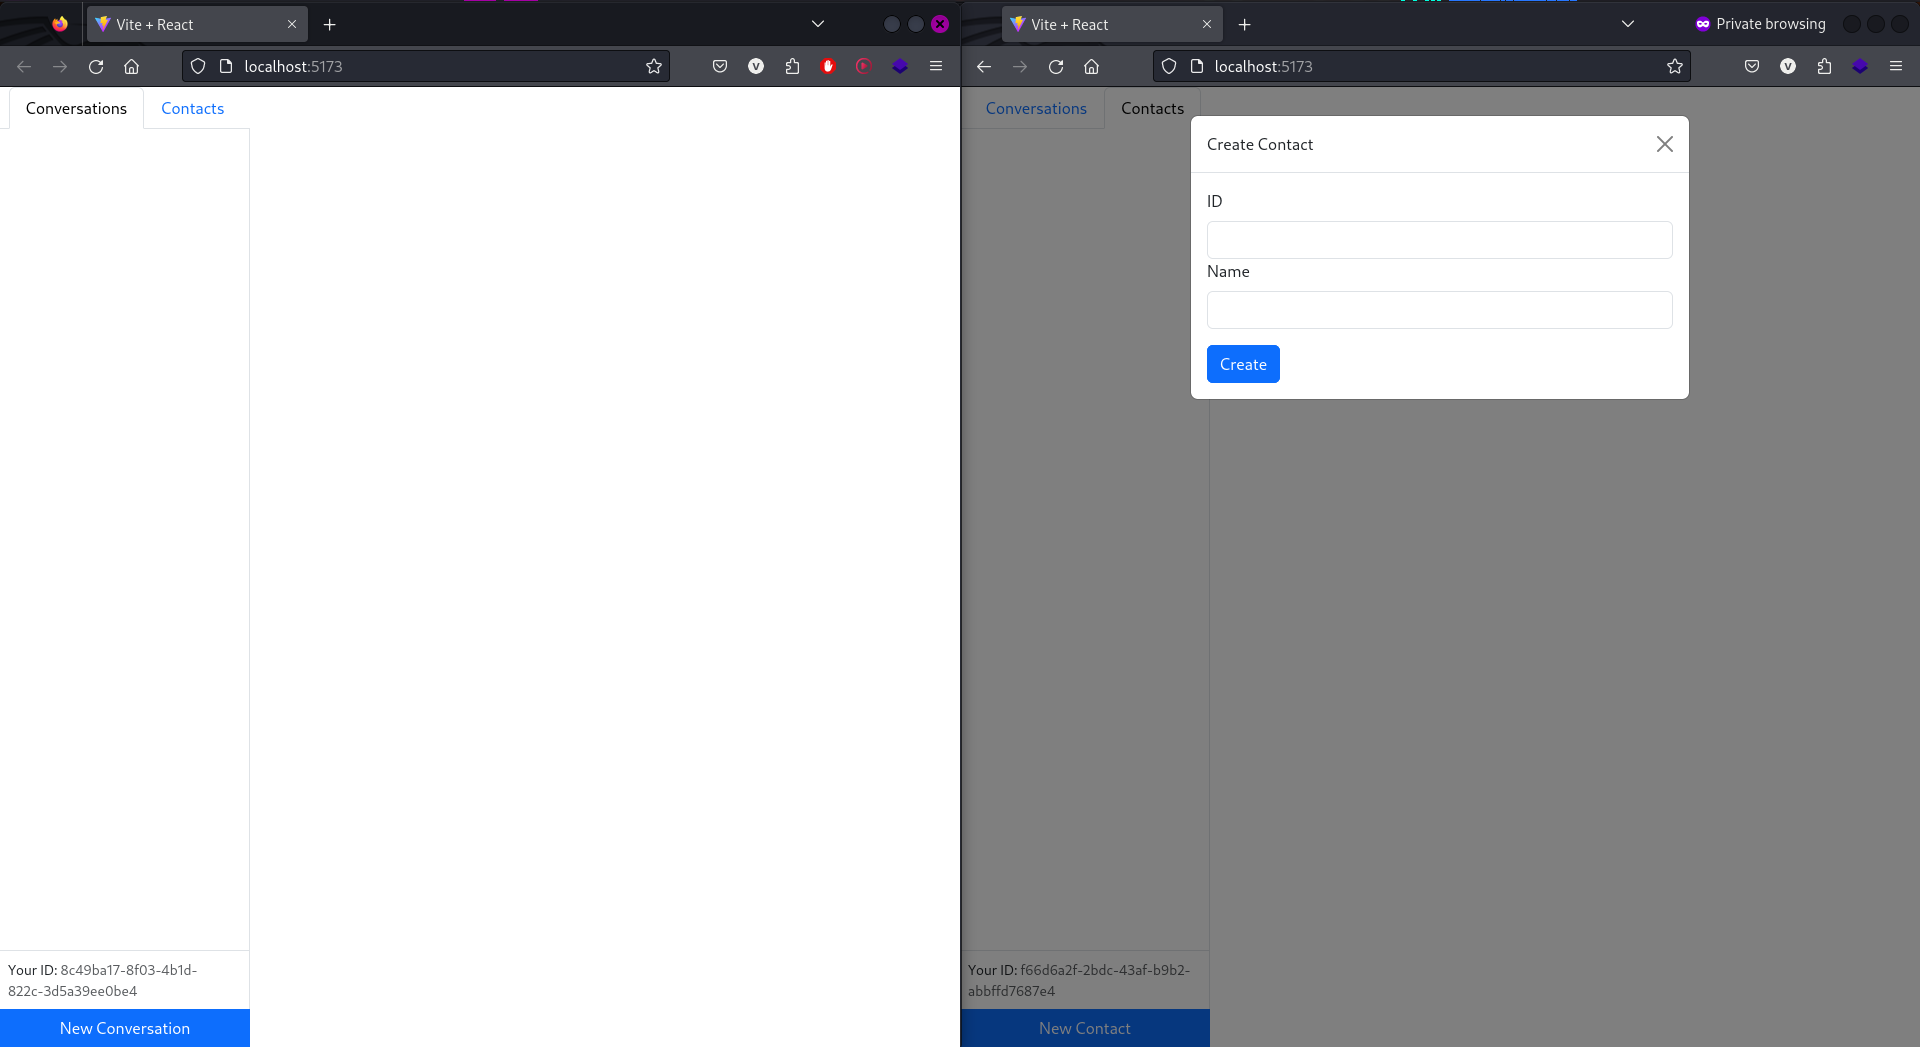 Vite + React
localhost:5173
Conversations
Contacts
Your ID: 8c49ba17-8f03-4b1d-
822c-3d5a39ee0be4
New Conversation
Vite + React
Private browsing
localhost:5173
Conversations
Contacts
Create Contact
ID
Name
Create
Your ID: f66d6a2f-2bdc-43af-b9b2-
abbffd7687e4
New Contact